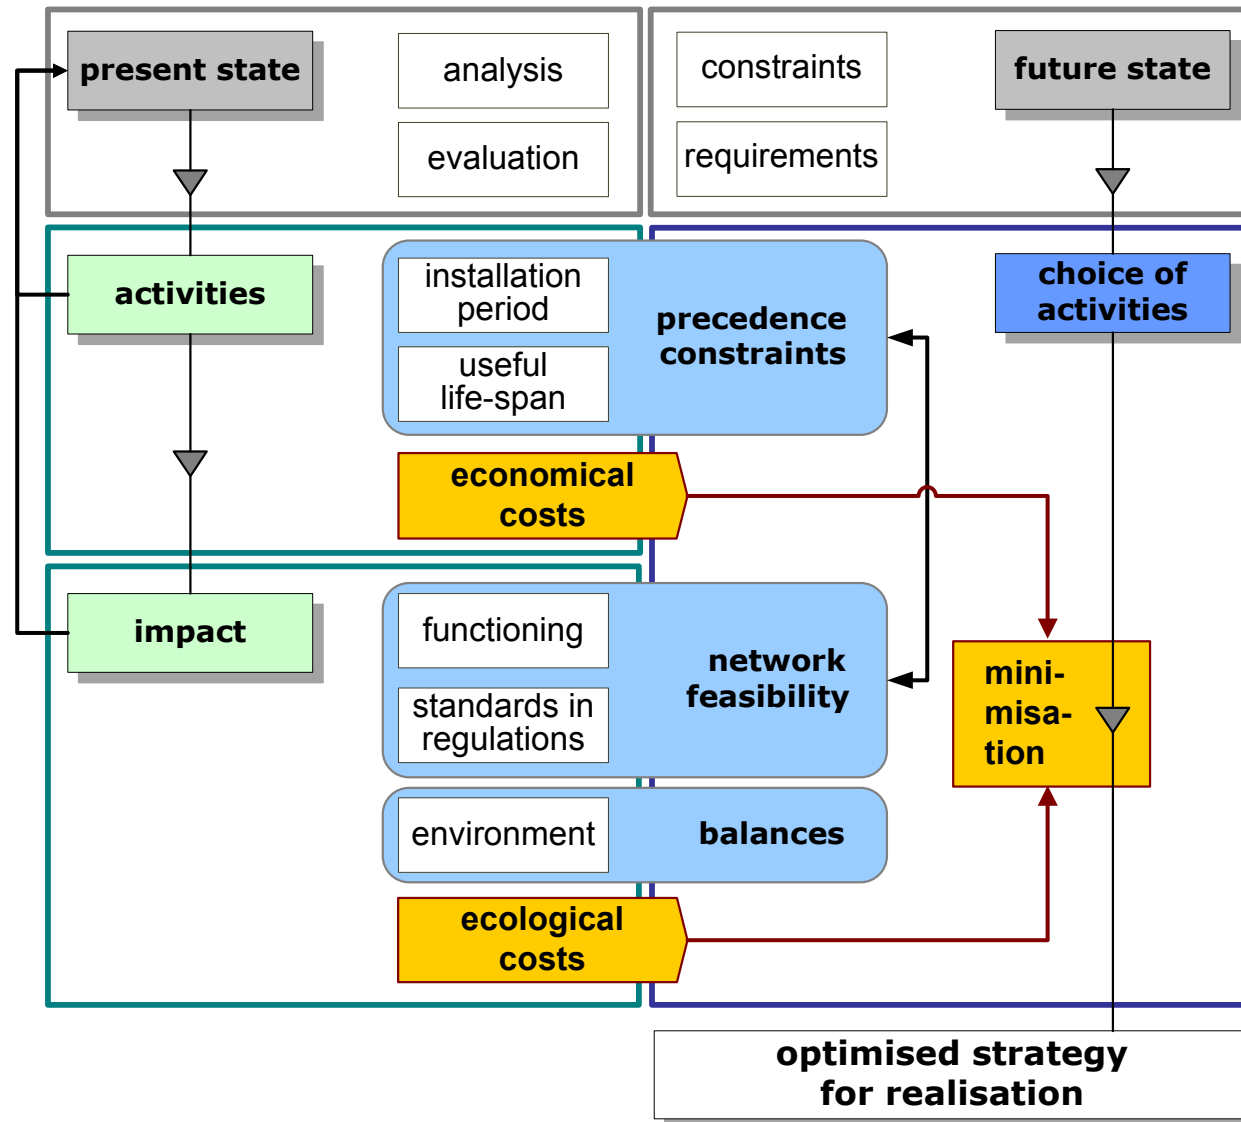 present state
analysis
evaluation
constraints
requirements
future state
activities
installation
period
useful
life-span
precedence
constraints
choice of
activities
economical
costs
impact
functioning
standards in
regulations
network
feasibility
mini-
misa-
tion
environment
balances
ecological
costs
optimised strategy
for realisation